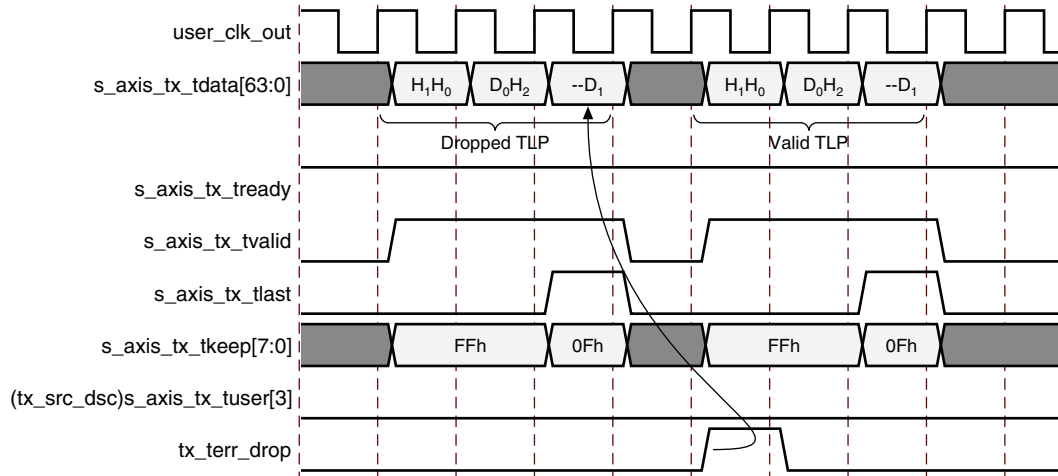 user_clk_out
s_axis_tx_tdata[63:0] H₁H₀ D₀H₂ --D₁ H₁H₀ D₀H₂ --D₁
Dropped TLP Valid TLP
s_axis_tx_tready
s_axis_tx_tvalid
s_axis_tx_tlast
s_axis_tx_tkeep[7:0] FFh 0Fh FFh 0Fh
(tx_src_dsc)s_axis_tx_tuser[3]
tx_terr_drop